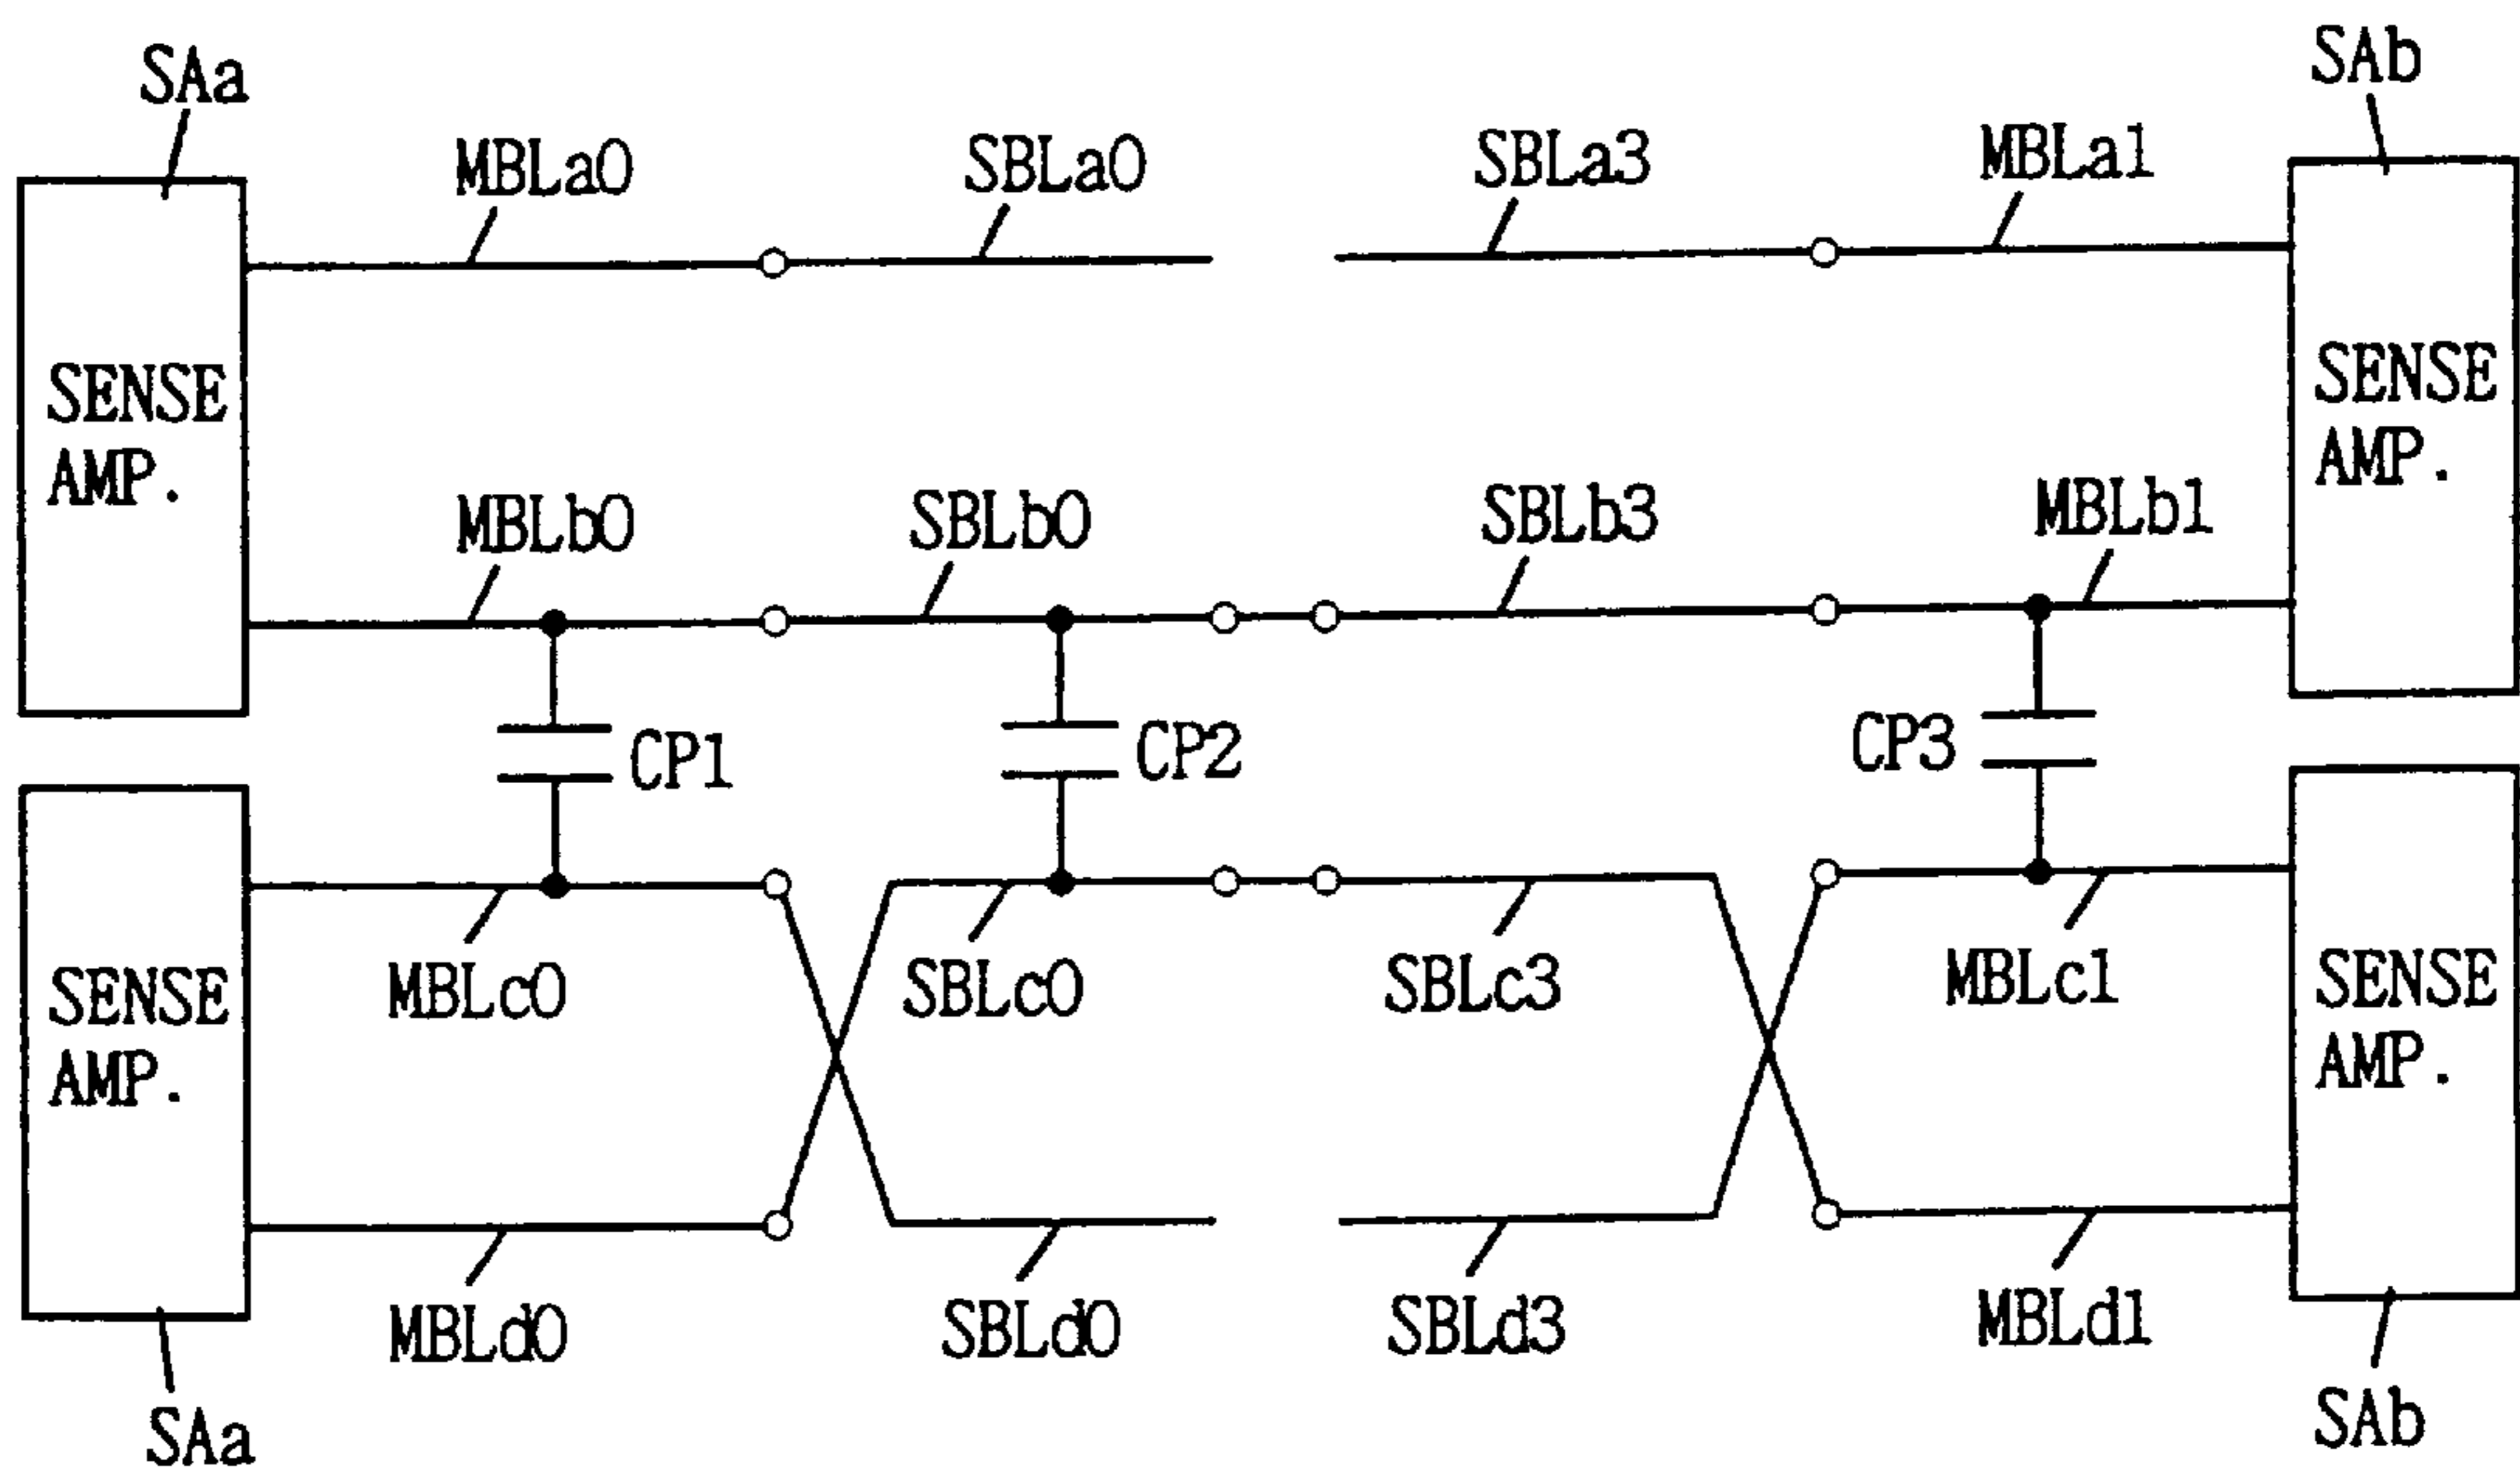 SAa
SAb
MBLa0
SBLa0
SBLa3
MBLa1
SENSE
AMP.
SENSE
AMP.
MBLb0
SBLb0
SBLb3
MBLb1
CP1
CP2
CP3
SENSE
AMP.
MBLc0
SBLc0
SBLc3
MBLc1
SENSE
AMP.
MBLd0
SBLd0
SBLd3
MBLd1
SAa
SAb